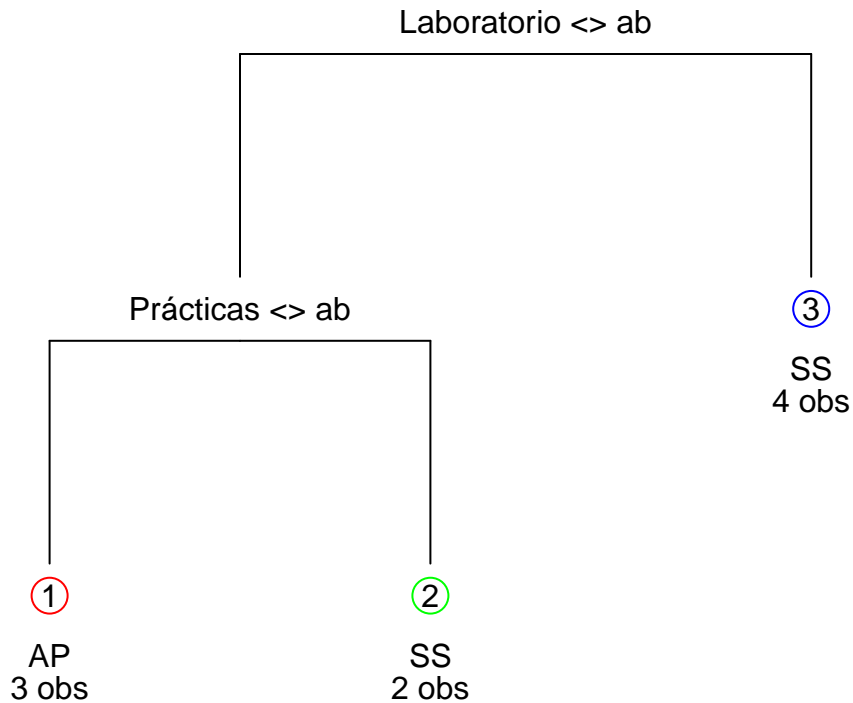 Laboratorio <> ab
Prácticas <> ab
3
SS
4 obs
1
2
AP
SS
3 obs
2 obs